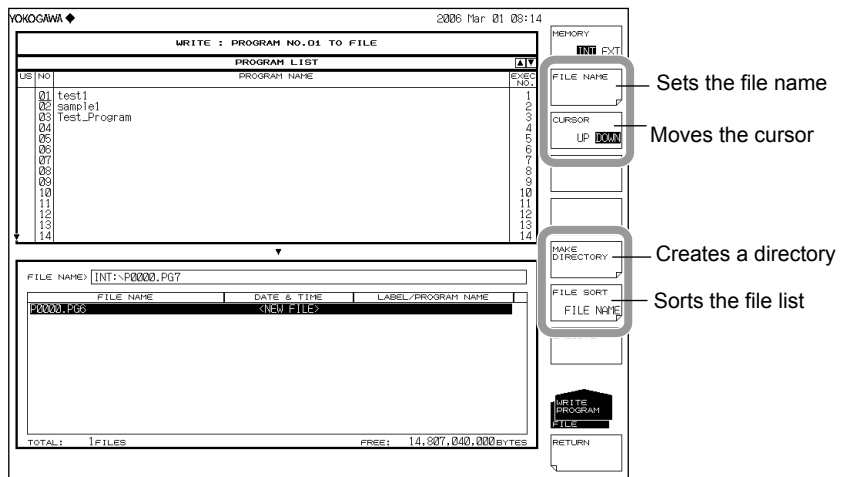 YOKOGAWA ◆ 2006 Mar 01 08:14
WRITE : PROGRAM NO.01 TO FILE
PROGRAM LIST ▲ ▼
US NO PROGRAM NAME EXEC NO.
01 test1 1
02 sample1 2
03 Test_Program 3
04 4
05 5
06 6
07 7
08 8
09 9
10 10
11 11
12 12
13 13
14 14
▼
FILE NAME> INT:\P0000.PG7
FILE NAME DATE & TIME LABEL/PROGRAM NAME
P0000.PG6 <NEW FILE>
TOTAL: 1FILES FREE: 14,807,040,000BYTES
MEMORY
INT EXT
FILE NAME
Sets the file name
CURSOR
UP DOWN
Moves the cursor
MAKE
DIRECTORY
Creates a directory
FILE SORT
FILE NAME
Sorts the file list
WRITE
PROGRAM
FILE
RETURN